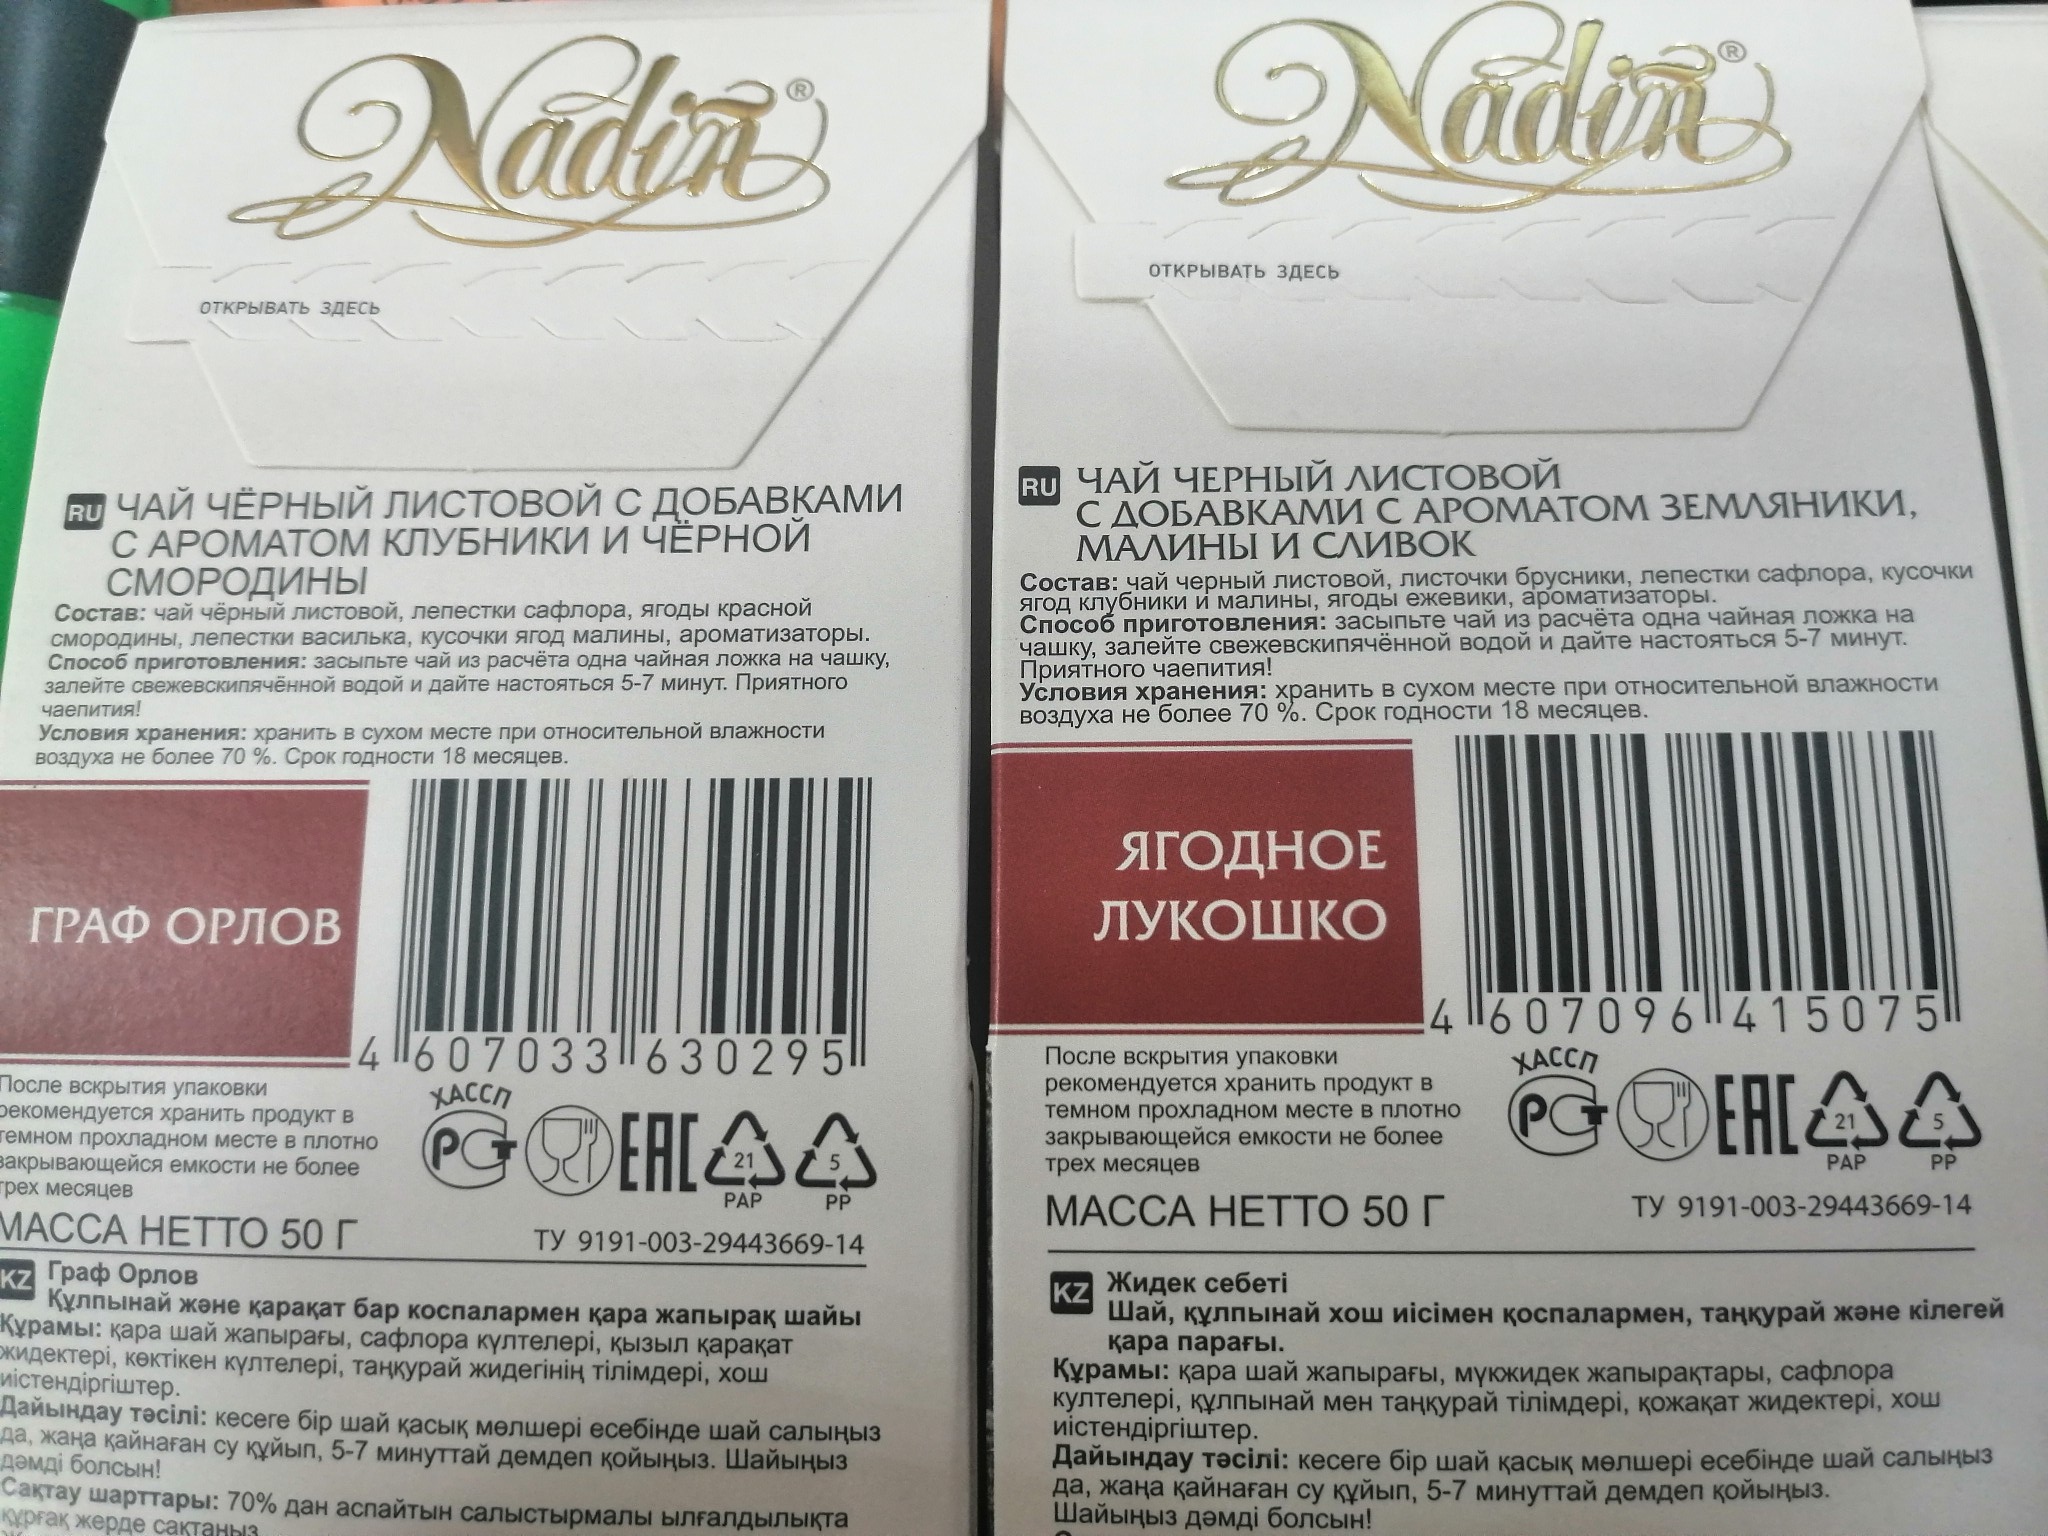 Nadin®
ОТКРЫВАТЬ ЗДЕСЬ
RU ЧАЙ ЧЁРНЫЙ ЛИСТОВОЙ С ДОБАВКАМИ
С АРОМАТОМ КЛУБНИКИ И ЧЁРНОЙ
СМОРОДИНЫ
Состав: чай чёрный листовой, лепестки сафлора, ягоды красной
смородины, лепестки василька, кусочки ягод малины, ароматизаторы.
Способ приготовления: засыпьте чай из расчёта одна чайная ложка на чашку,
залейте свежевскипячённой водой и дайте настояться 5-7 минут. Приятного
чаепития!
Условия хранения: хранить в сухом месте при относительной влажности
воздуха не более 70 %. Срок годности 18 месяцев.
ГРАФ ОРЛОВ
4 607033 630295
После вскрытия упаковки
рекомендуется хранить продукт в
темном прохладном месте в плотно
закрывающейся емкости не более
трех месяцев
ХАССП
РСТ
EAC
21
PAP
5
PP
МАССА НЕТТО 50 Г
ТУ 9191-003-29443669-14
KZ Граф Орлов
Құлпынай және қарақат бар коспалармен қара жапырақ шайы
Құрамы: қара шай жапырағы, сафлора күлтелері, қызыл қарақат
жидектері, көктікен күлтелері, таңқурай жидегінің тілімдері, хош
иістендіргіштер.
Дайындау тәсілі: кесеге бір шай қасық мөлшері есебінде шай салыңыз
да, жаңа қайнаған су құйып, 5-7 минуттай демдеп қойыңыз. Шайыңыз
дәмді болсын!
Сақтау шарттары: 70% дан аспайтын салыстырмалы ылғалдылықта
құрғақ жерде сақтаңыз.
Nadin®
ОТКРЫВАТЬ ЗДЕСЬ
RU ЧАЙ ЧЕРНЫЙ ЛИСТОВОЙ
С ДОБАВКАМИ С АРОМАТОМ ЗЕМЛЯНИКИ,
МАЛИНЫ И СЛИВОК
Состав: чай черный листовой, листочки брусники, лепестки сафлора, кусочки
ягод клубники и малины, ягоды ежевики, ароматизаторы.
Способ приготовления: засыпьте чай из расчёта одна чайная ложка на
чашку, залейте свежевскипячённой водой и дайте настояться 5-7 минут.
Приятного чаепития!
Условия хранения: хранить в сухом месте при относительной влажности
воздуха не более 70 %. Срок годности 18 месяцев.
ЯГОДНОЕ
ЛУКОШКО
4 607096 415075
После вскрытия упаковки
рекомендуется хранить продукт в
темном прохладном месте в плотно
закрывающейся емкости не более
трех месяцев
ХАССП
РСТ
EAC
21
PAP
5
PP
МАССА НЕТТО 50 Г
ТУ 9191-003-29443669-14
KZ Жидек себеті
Шай, құлпынай хош иісімен қоспалармен, таңқурай және кілегей
қара парағы.
Құрамы: қара шай жапырағы, мүкжидек жапырақтары, сафлора
култелері, құлпынай мен таңкурай тілімдері, қожақат жидектері, хош
иістендіргіштер.
Дайындау тәсілі: кесеге бір шай қасық мөлшері есебінде шай салыңыз
да, жаңа қайнаған су құйып, 5-7 минуттай демдеп қойыңыз.
Шайыңыз дәмді болсын!